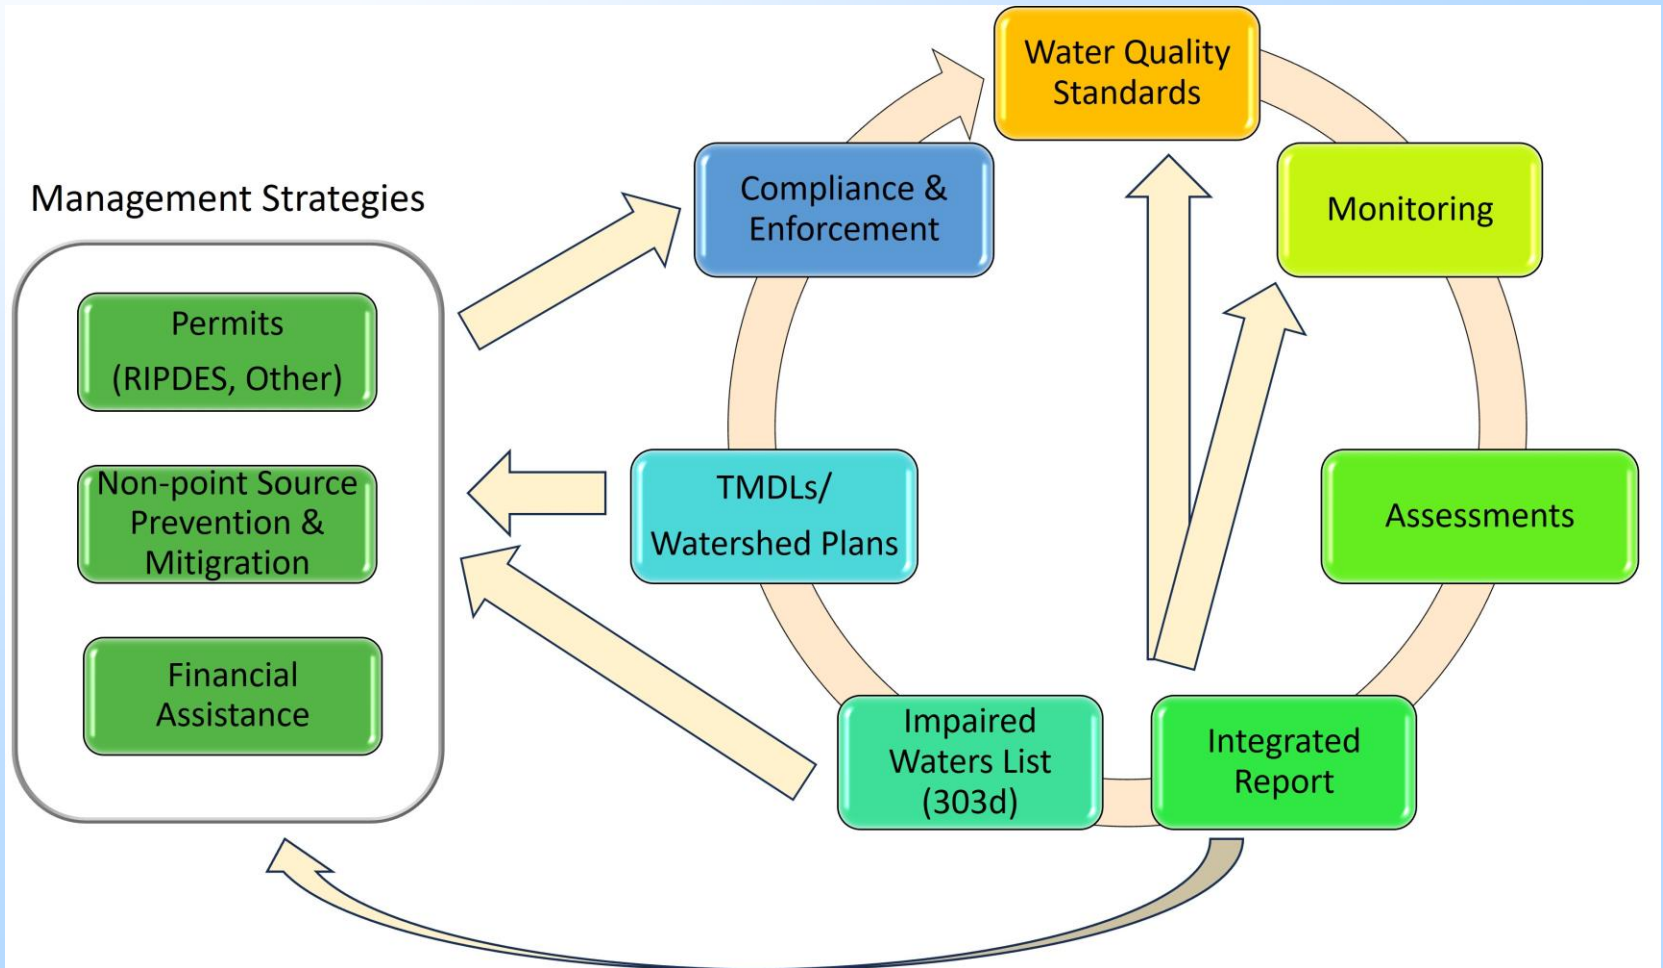 Water Quality
Standards
Compliance &
Enforcement
Monitoring
Management Strategies
Permits
(RIPDES, Other)
Non-point Source
Prevention &
Mitigration
Financial
Assistance
TMDLs/
Watershed Plans
Assessments
Impaired
Waters List
(303d)
Integrated
Report